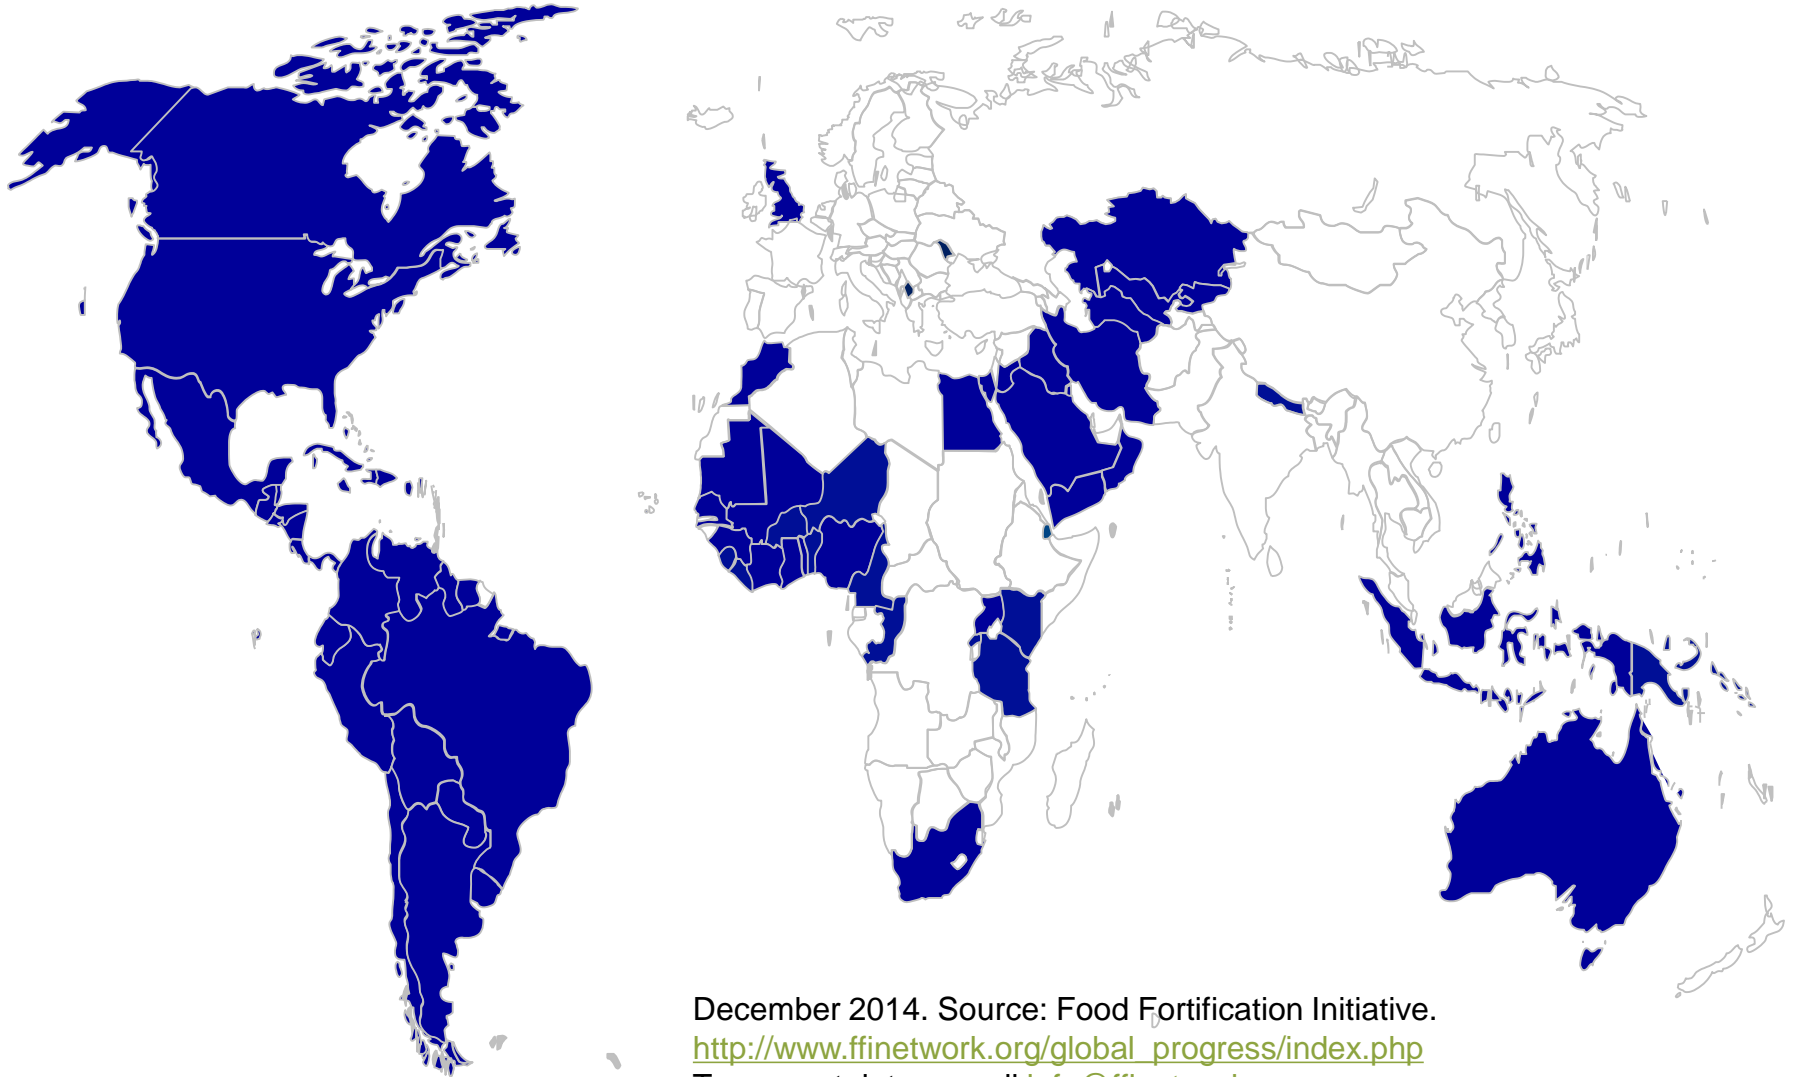 December 2014. Source: Food Fortification Initiative.
http://www.ffinetwork.org/global_progress/index.php